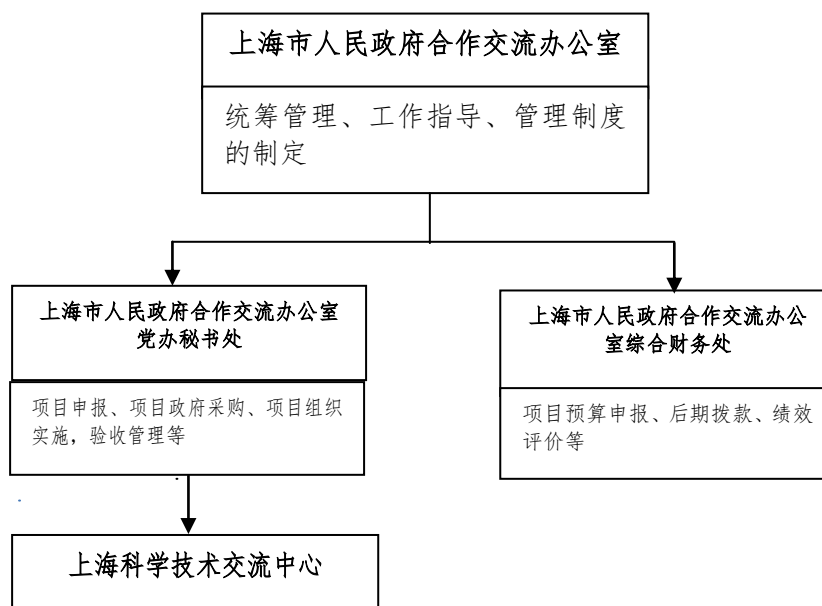 上海市人民政府合作交流办公室
统筹管理、工作指导、管理制度
的制定
上海市人民政府合作交流办公室
党办秘书处
项目申报、项目政府采购、项目组织
实施，验收管理等
上海市人民政府合作交流办公
室综合财务处
项目预算申报、后期拨款、绩效
评价等
上海科学技术交流中心